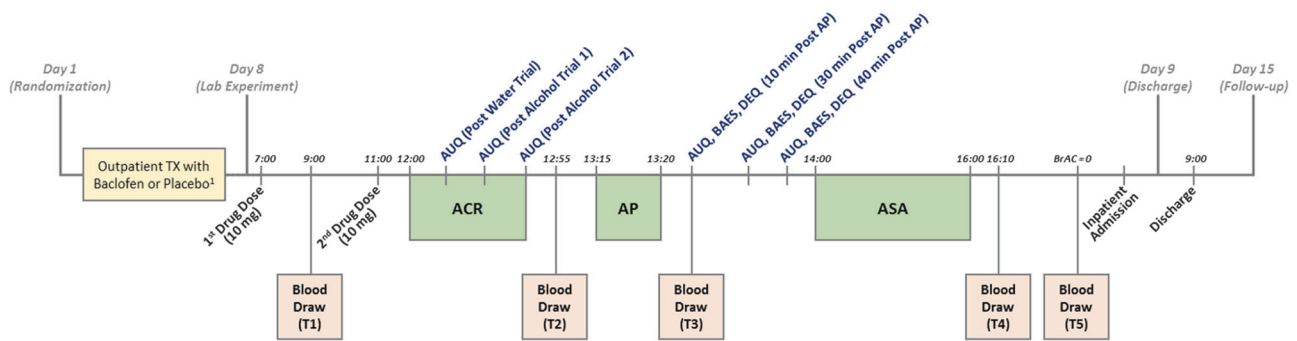 Day 1
(Randomization)
Day 8
(Lab Experiment)
AUQ (Post Water Trial)
AUQ (Post Alcohol Trial 1)
AUQ (Post Alcohol Trial 2)
AUQ, BAES, DEQ (10 min Post AP)
AUQ, BAES, DEQ (30 min Post AP)
AUQ, BAES, DEQ (40 min Post AP)
Day 9
(Discharge)
Day 15
(Follow-up)
Outpatient TX with
Baclofen or Placebo¹
7:00
9:00
11:00
12:00
12:55
13:15
13:20
14:00
16:00
16:10
BrAC = 0
9:00
1st Drug Dose
(10 mg)
2nd Drug Dose
(10 mg)
ACR
AP
ASA
Inpatient
Admission
Discharge
Blood
Draw
(T1)
Blood
Draw
(T2)
Blood
Draw
(T3)
Blood
Draw
(T4)
Blood
Draw
(T5)